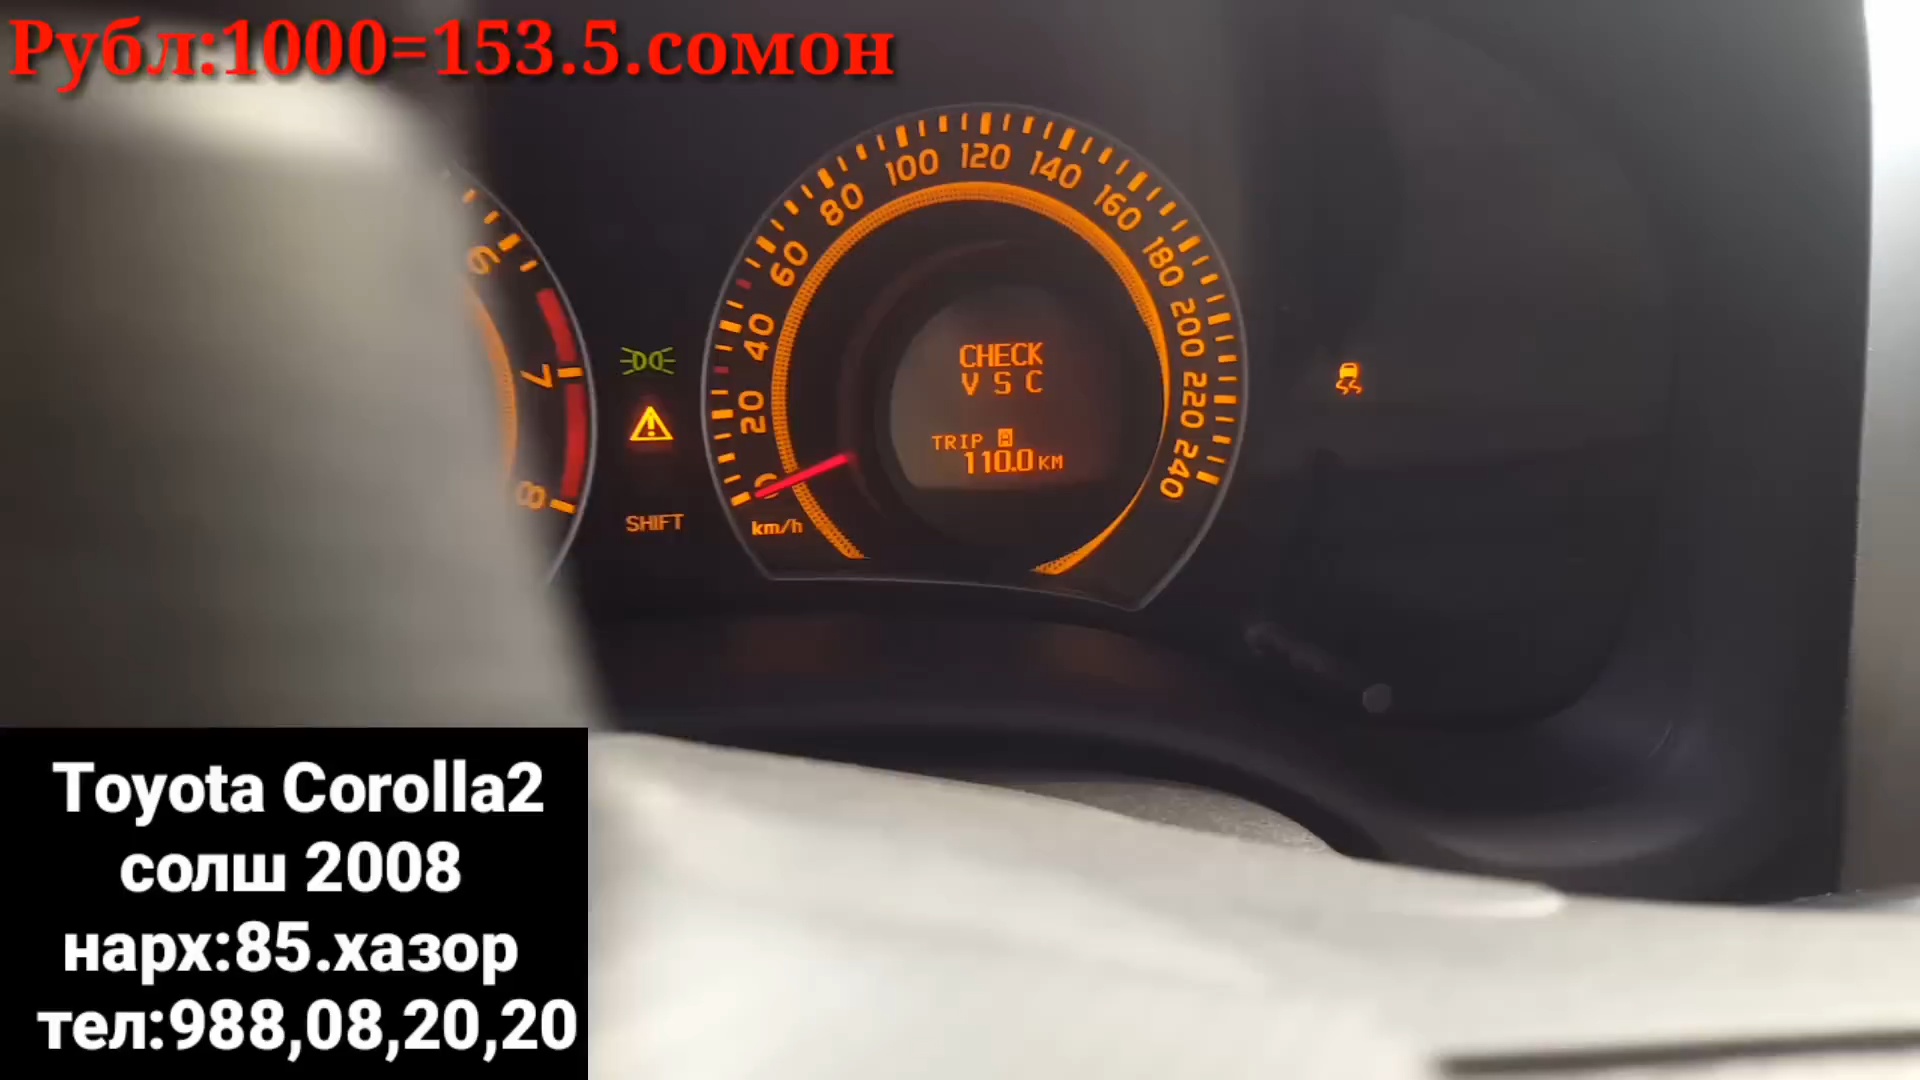 Рубл:1000=153.5.сомон
6
7
8
SHIFT
0
20
40
60
80
100
120
140
160
180
200
220
240
km/h
CHECK
V S C
TRIP A
110.0 KM
Toyota Corolla2
солш 2008
нарх:85.хазор
тел:988,08,20,20